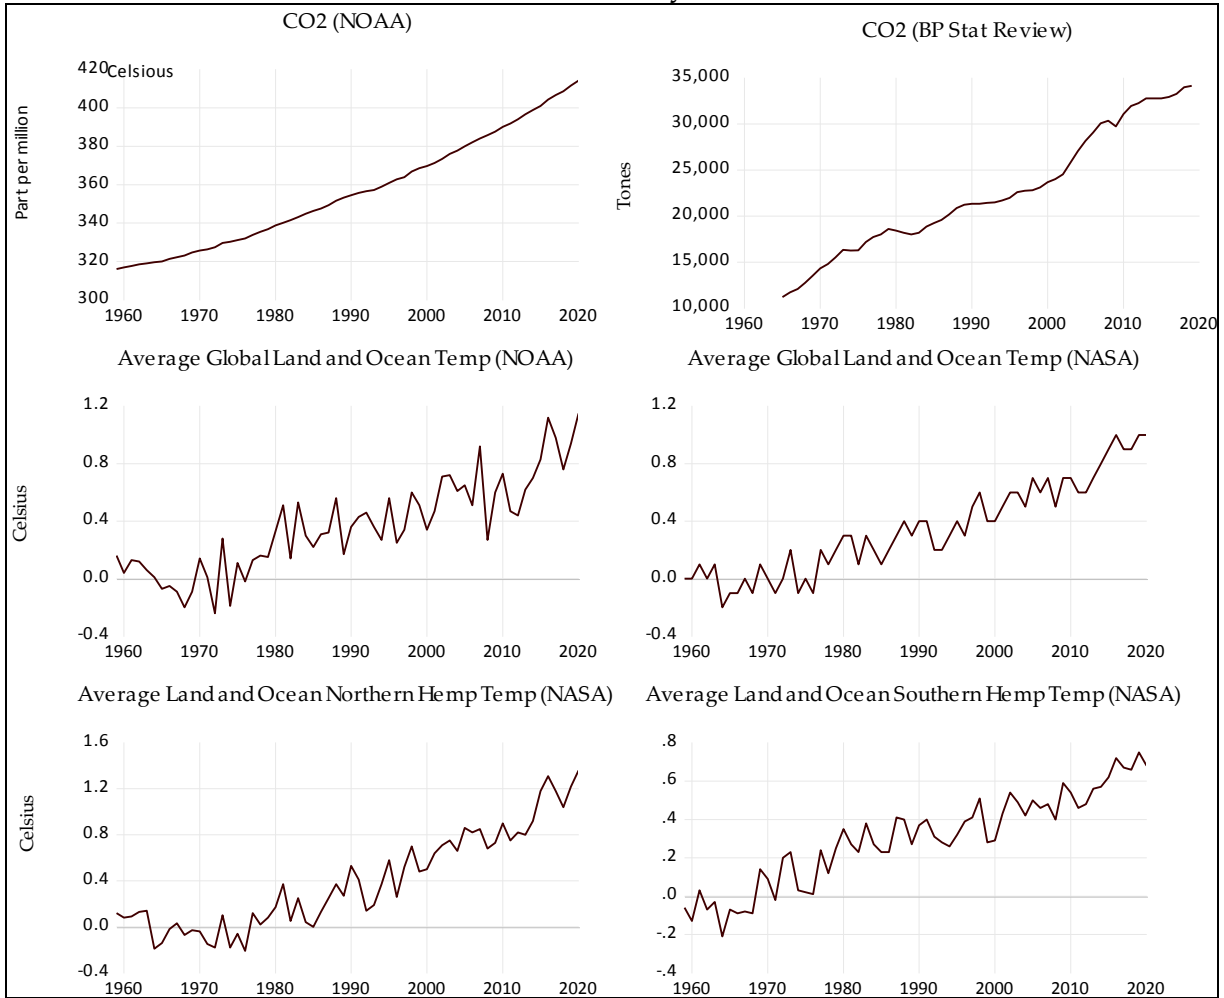 CO2 (NOAA)
Celsious
Part per million
420
400
380
360
340
320
300
1960 1970 1980 1990 2000 2010 2020
CO2 (BP Stat Review)
Tones
35,000
30,000
25,000
20,000
15,000
10,000
1960 1970 1980 1990 2000 2010 2020
Average Global Land and Ocean Temp (NOAA)
Celsius
1.2
0.8
0.4
0.0
-0.4
1960 1970 1980 1990 2000 2010 2020
Average Global Land and Ocean Temp (NASA)
1.2
0.8
0.4
0.0
-0.4
1960 1970 1980 1990 2000 2010 2020
Average Land and Ocean Northern Hemp Temp (NASA)
Celsius
1.6
1.2
0.8
0.4
0.0
-0.4
1960 1970 1980 1990 2000 2010 2020
Average Land and Ocean Southern Hemp Temp (NASA)
.8
.6
.4
.2
.0
-.2
-.4
1960 1970 1980 1990 2000 2010 2020